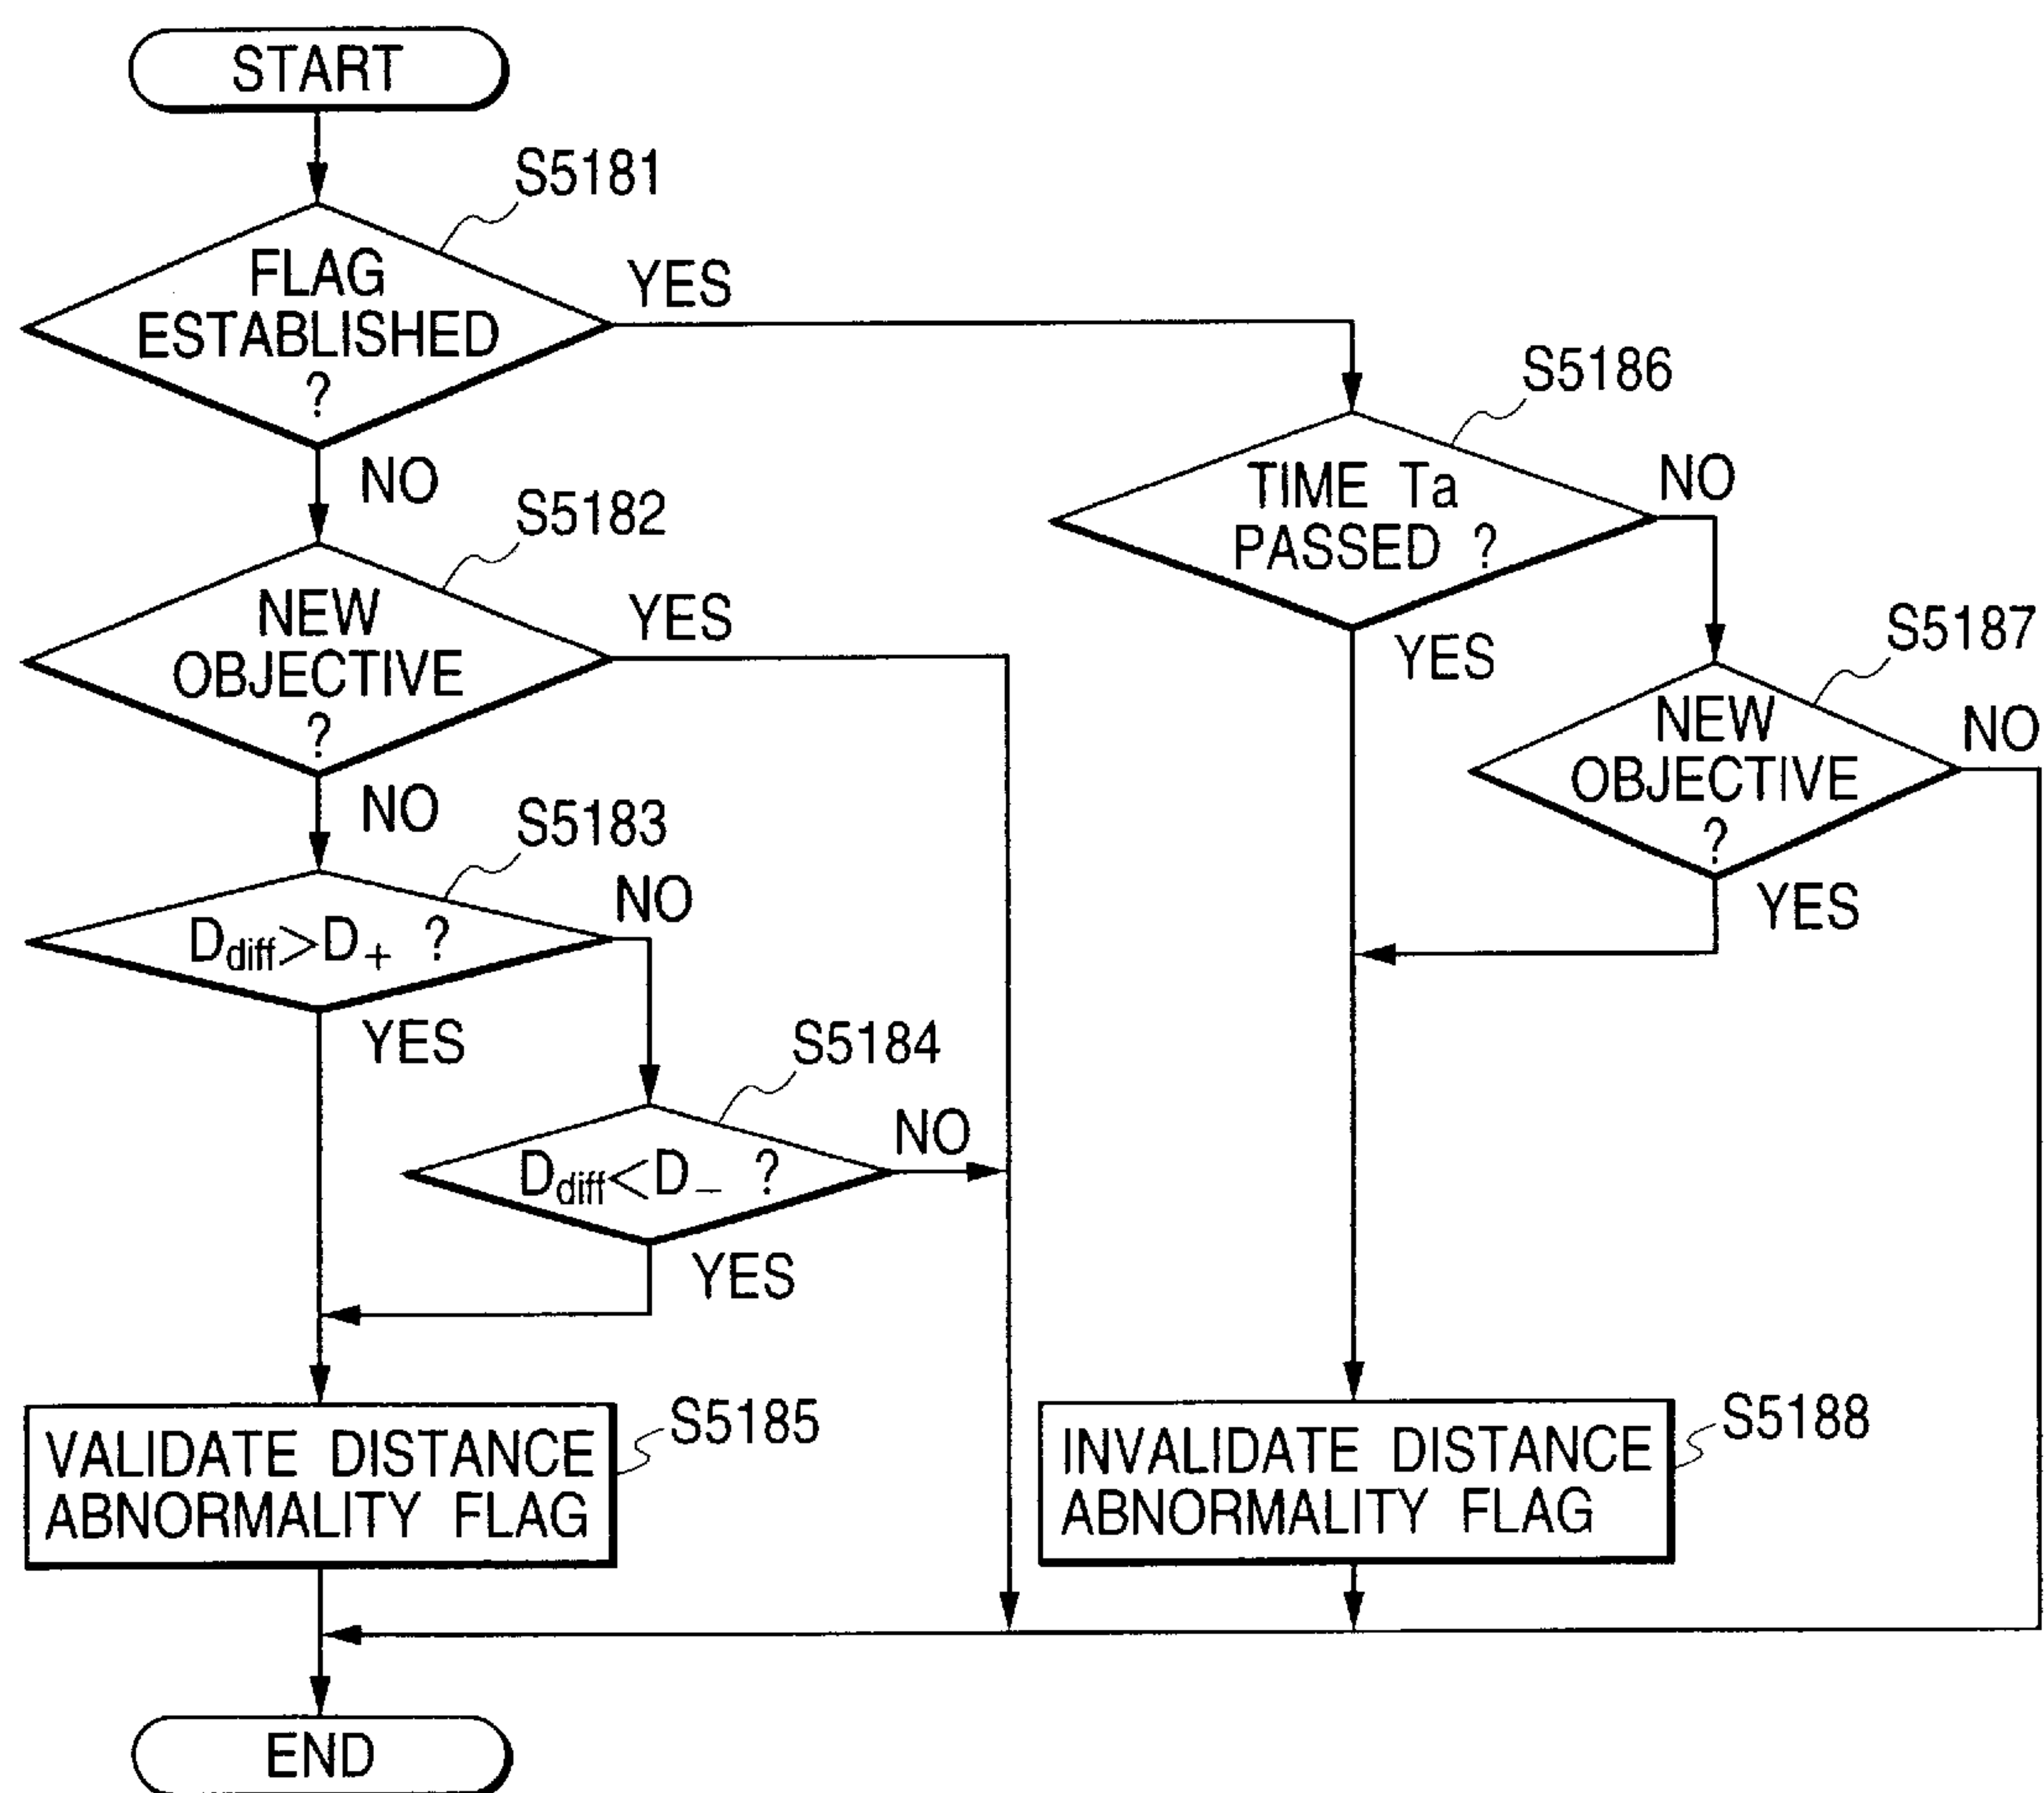 START
S5181
FLAG
ESTABLISHED
?
YES
NO
S5182
NEW
OBJECTIVE
?
YES
NO
S5183
Ddiff>D+ ?
NO
YES
S5184
Ddiff<D− ?
NO
YES
VALIDATE DISTANCE
ABNORMALITY FLAG
S5185
S5186
TIME Ta
PASSED ?
NO
YES
S5187
NEW
OBJECTIVE
?
NO
YES
INVALIDATE DISTANCE
ABNORMALITY FLAG
S5188
END